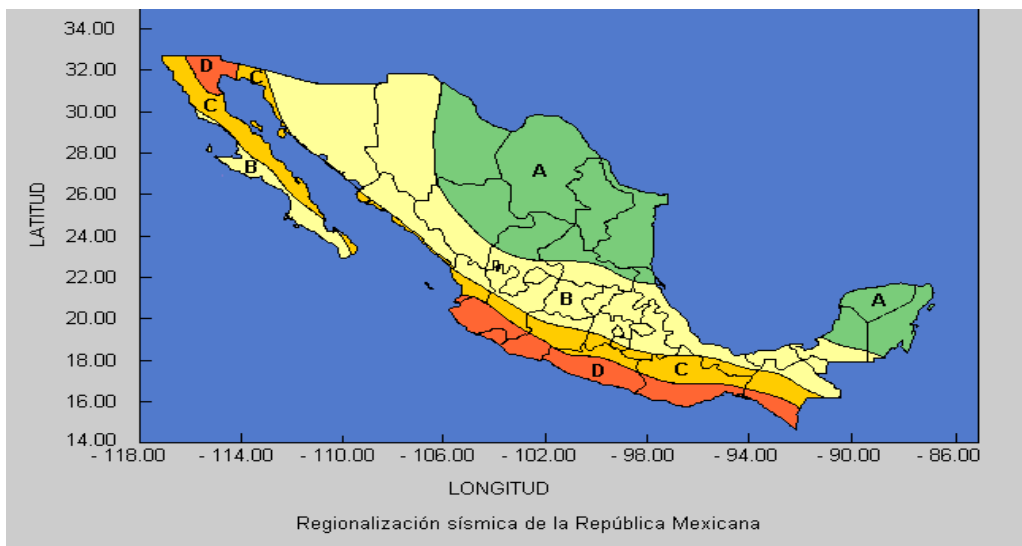 34.00
32.00
30.00
28.00
26.00
24.00
22.00
20.00
18.00
16.00
14.00
LATITUD
D
C
C
B
A
A
B
D
C
- 118.00 - 114.00 - 110.00 - 106.00 - 102.00 - 98.00 - 94.00 - 90.00 - 86.00
LONGITUD
Regionalización sísmica de la República Mexicana